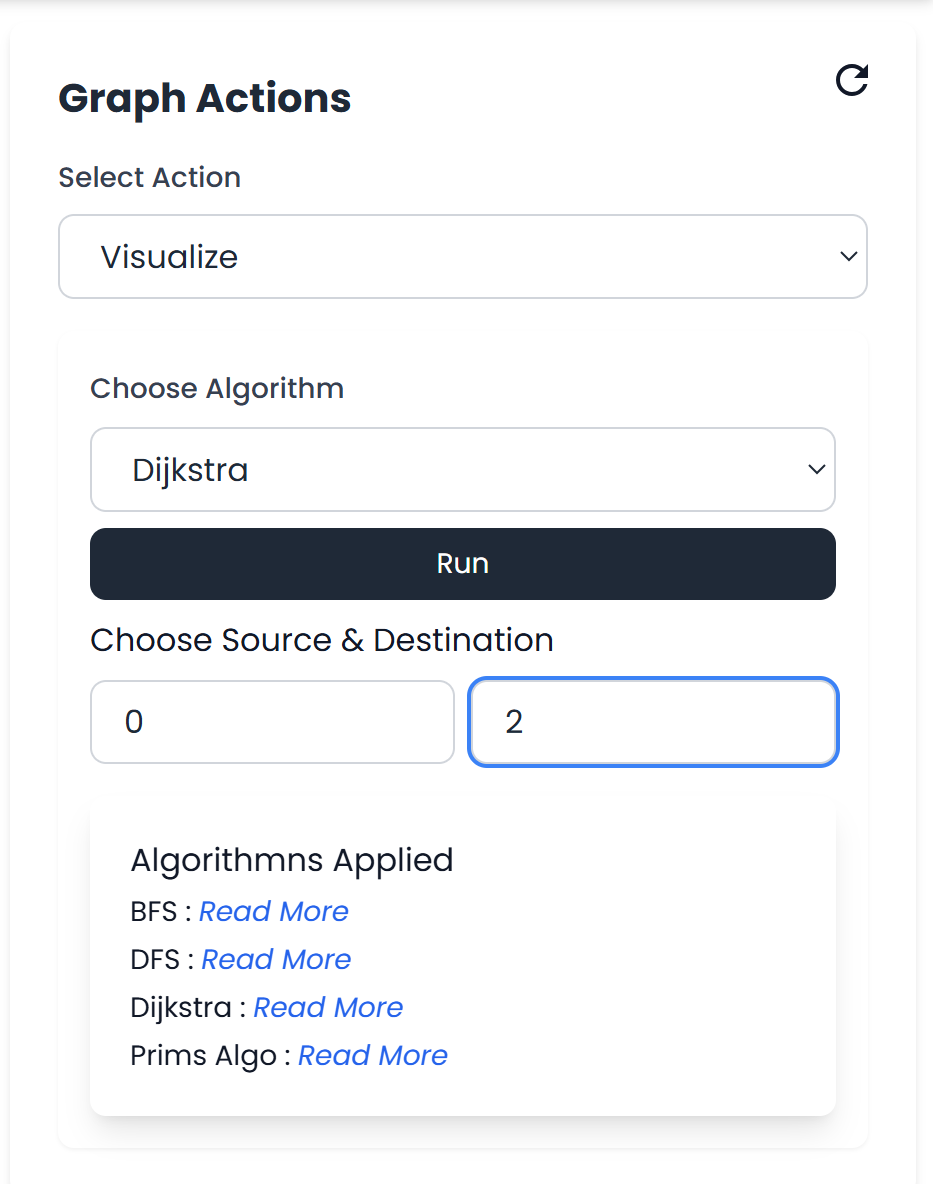 Graph Actions
Select Action
Visualize
Choose Algorithm
Dijkstra
Run
Choose Source & Destination
0 2
Algorithmns Applied
BFS : Read More
DFS : Read More
Dijkstra : Read More
Prims Algo : Read More